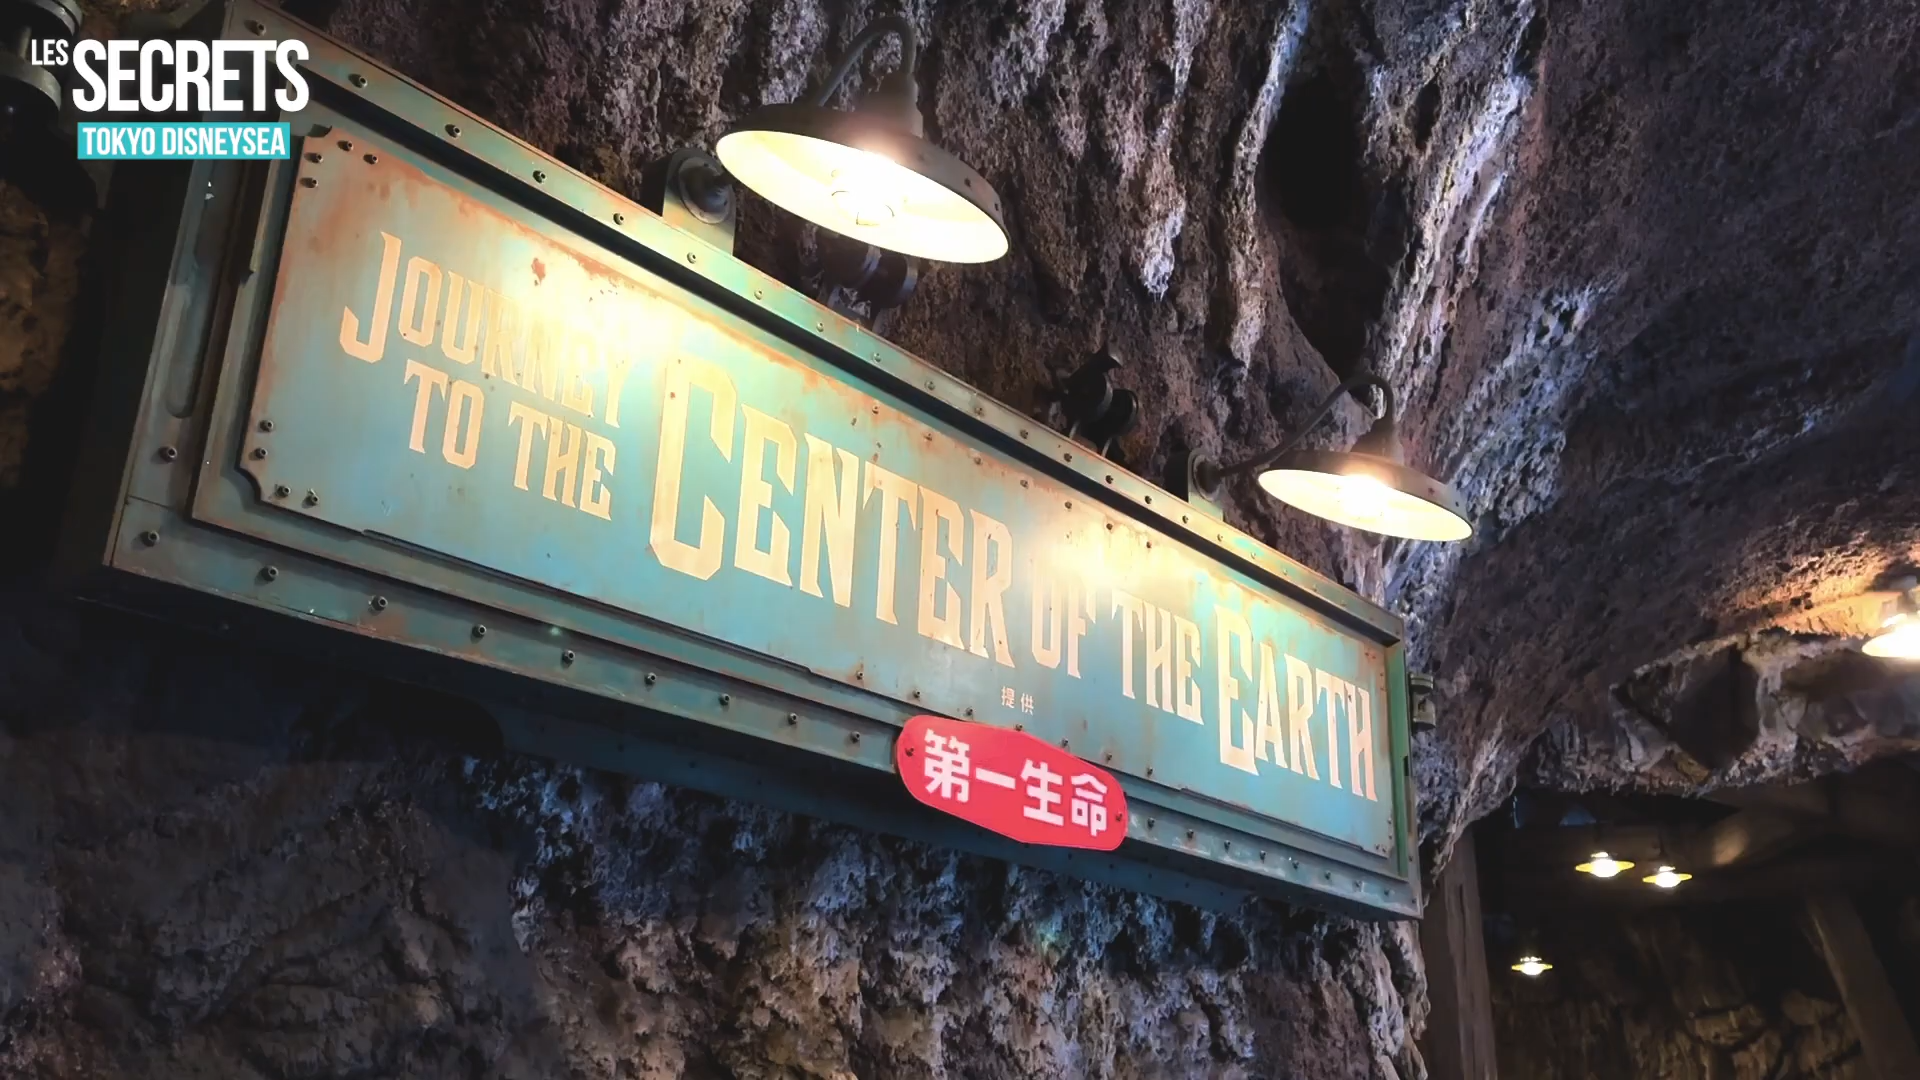 LES
SECRETS
TOKYO DISNEYSEA
JOURNEY
TO THE
CENTER OF THE EARTH
提供
第一生命